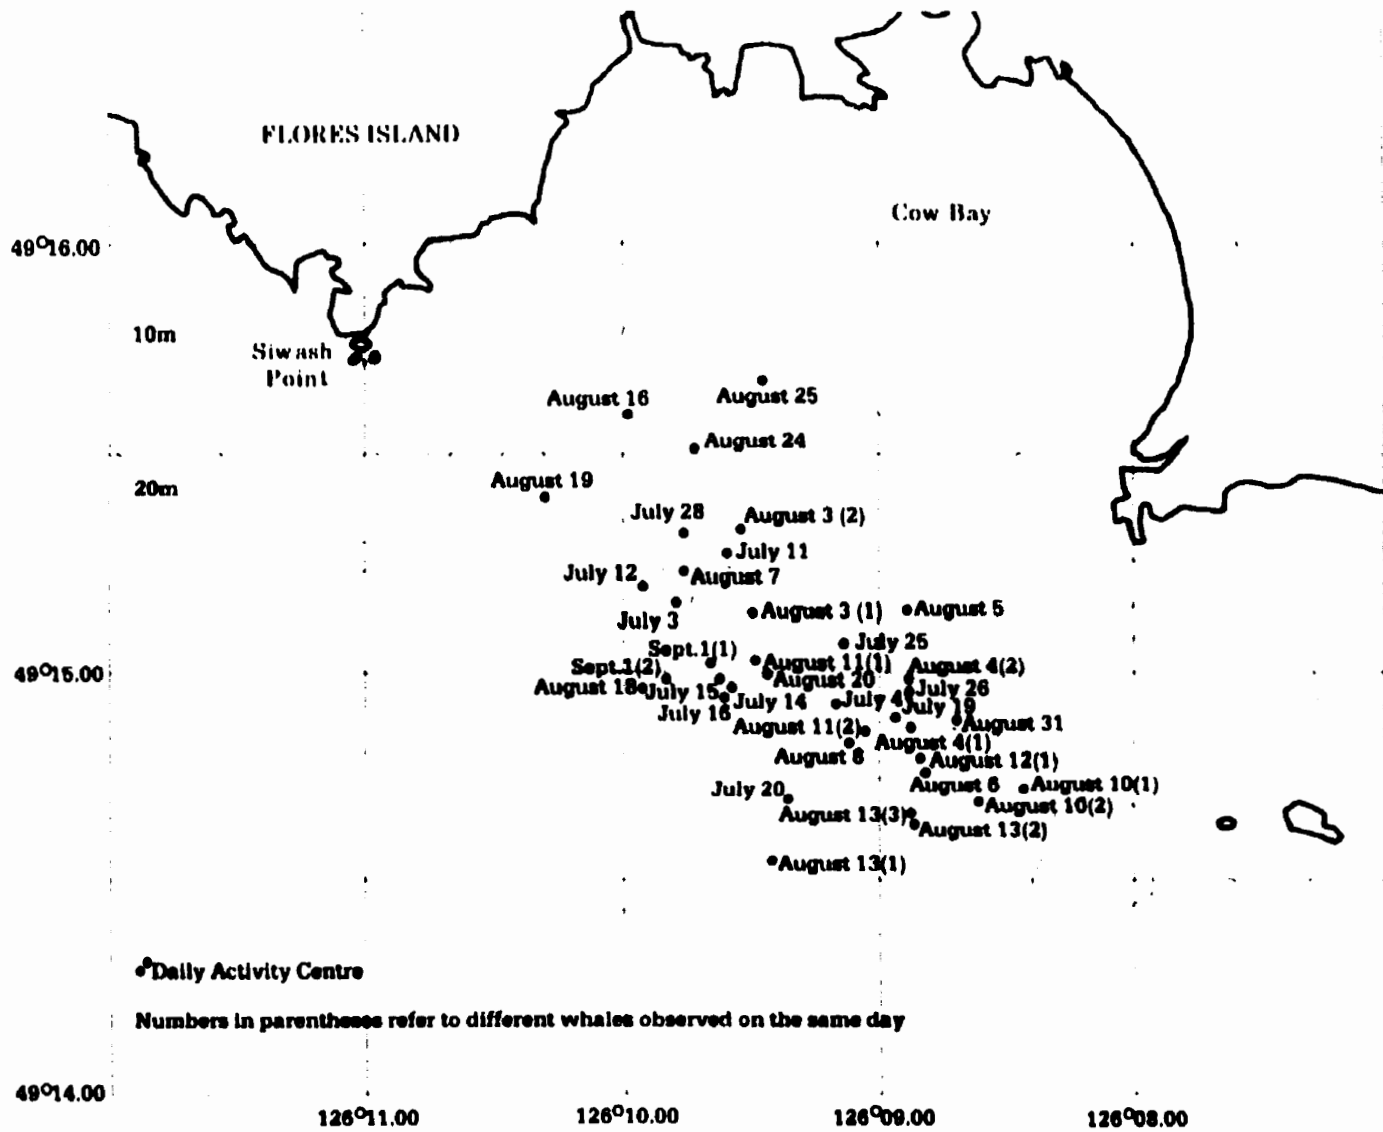 FLORES ISLAND
Cow Bay
49°16.00
10m
Siwash
Point
August 16
August 25
August 24
August 19
20m
July 28
August 3 (2)
July 11
July 12
August 7
July 3
August 3 (1)
August 5
July 25
Sept.1(1)
August 11(1)
August 4(2)
Sept.1(2)
49°15.00
August 20
August 18
July 15
July 26
July 14
July 4
July 19
July 16
August 31
August 11(2)
August 4(1)
August 8
August 12(1)
August 6
August 10(1)
July 20
August 10(2)
August 13(3)
August 13(2)
August 13(1)
Daily Activity Centre
Numbers in parentheses refer to different whales observed on the same day
49°14.00
126°11.00
126°10.00
126°09.00
126°08.00